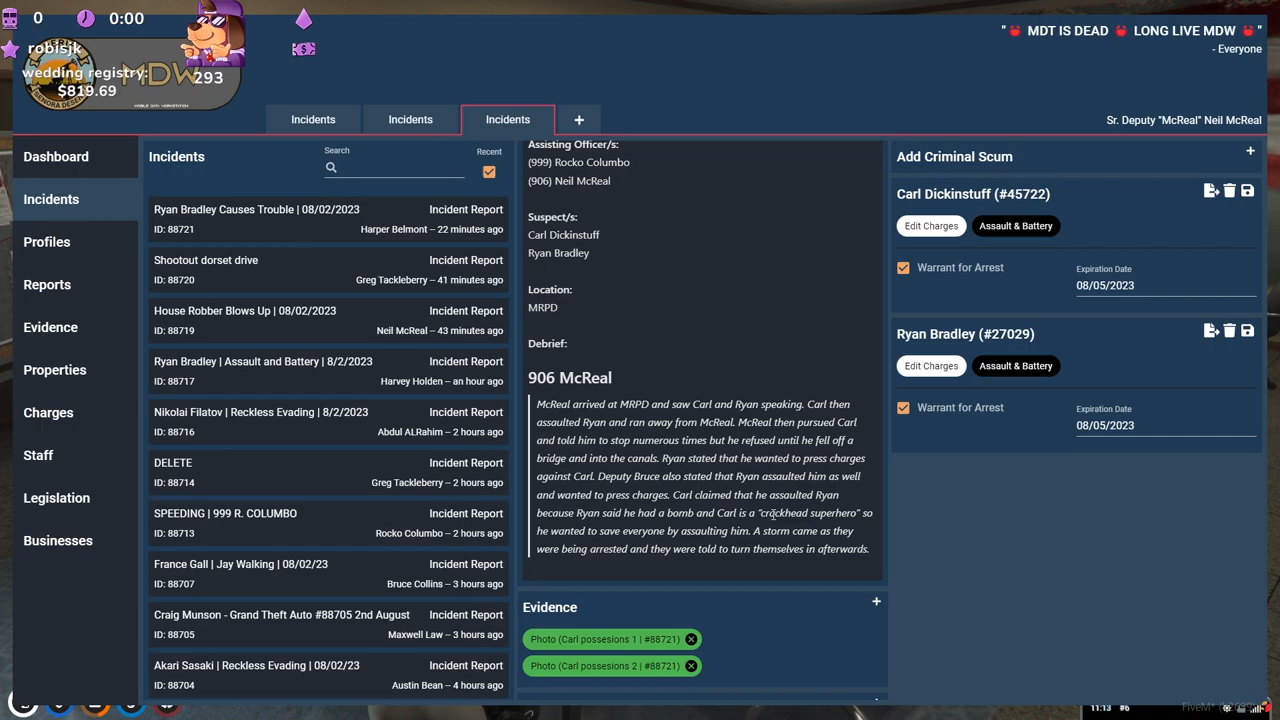 0
0:00
robisjk
wedding registry:
$819.69
293
MDW
MOBILE DATA WORKSTATION
" MDT IS DEAD LONG LIVE MDW "
- Everyone
Incidents Incidents Incidents +
Sr. Deputy "McReal" Neil McReal
Dashboard
Incidents
Profiles
Reports
Evidence
Properties
Charges
Staff
Legislation
Businesses
Incidents
Search
Recent
Ryan Bradley Causes Trouble | 08/02/2023 Incident Report
ID: 88721 Harper Belmont -- 22 minutes ago
Shootout dorset drive Incident Report
ID: 88720 Greg Tackleberry -- 41 minutes ago
House Robber Blows Up | 08/02/2023 Incident Report
ID: 88719 Neil McReal -- 43 minutes ago
Ryan Bradley | Assault and Battery | 8/2/2023 Incident Report
ID: 88717 Harvey Holden -- an hour ago
Nikolai Filatov | Reckless Evading | 8/2/2023 Incident Report
ID: 88716 Abdul ALRahim -- 2 hours ago
DELETE Incident Report
ID: 88714 Greg Tackleberry -- 2 hours ago
SPEEDING | 999 R. COLUMBO Incident Report
ID: 88713 Rocko Columbo -- 2 hours ago
France Gall | Jay Walking | 08/02/23 Incident Report
ID: 88707 Bruce Collins -- 3 hours ago
Craig Munson - Grand Theft Auto #88705 2nd August Incident Report
ID: 88705 Maxwell Law -- 3 hours ago
Akari Sasaki | Reckless Evading | 08/02/23 Incident Report
ID: 88704 Austin Bean -- 4 hours ago
Assisting Officer/s:
(999) Rocko Columbo
(906) Neil McReal
Suspect/s:
Carl Dickinstuff
Ryan Bradley
Location:
MRPD
Debrief:
906 McReal
McReal arrived at MRPD and saw Carl and Ryan speaking. Carl then
assaulted Ryan and ran away from McReal. McReal then pursued Carl
and told him to stop numerous times but he refused until he fell off a
bridge and into the canals. Ryan stated that he wanted to press charges
against Carl. Deputy Bruce also stated that Ryan assaulted him as well
and wanted to press charges. Carl claimed that he assaulted Ryan
because Ryan said he had a bomb and Carl is a "crackhead superhero" so
he wanted to save everyone by assaulting him. A storm came as they
were being arrested and they were told to turn themselves in afterwards.
Evidence +
Photo (Carl possesions 1 | #88721)
Photo (Carl possesions 2 | #88721)
Add Criminal Scum +
Carl Dickinstuff (#45722)
Edit Charges Assault & Battery
Warrant for Arrest Expiration Date
08/05/2023
Ryan Bradley (#27029)
Edit Charges Assault & Battery
Warrant for Arrest Expiration Date
08/05/2023
11:13 #6